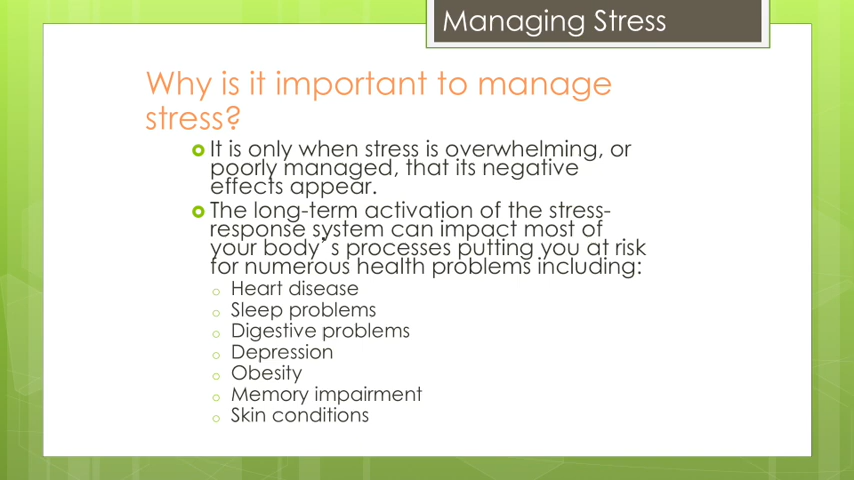 Managing Stress
Why is it important to manage
stress?
It is only when stress is overwhelming, or
poorly managed, that its negative
effects appear.
The long-term activation of the stress-
response system can impact most of
your body’s processes putting you at risk
for numerous health problems including:
Heart disease
Sleep problems
Digestive problems
Depression
Obesity
Memory impairment
Skin conditions